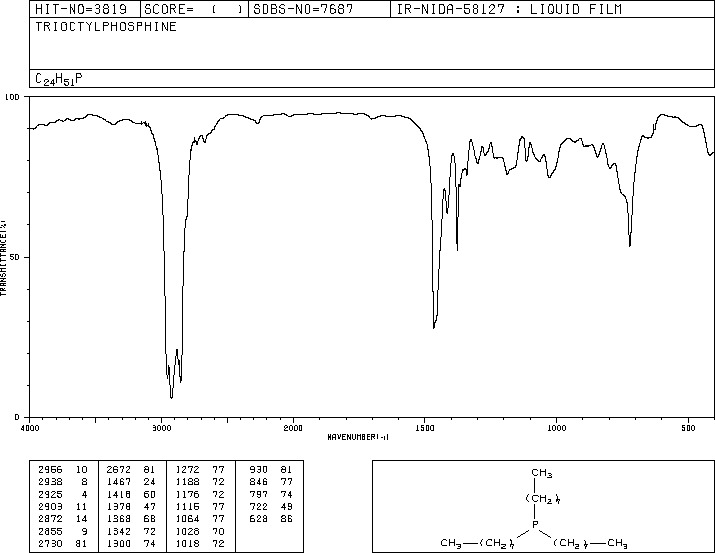 HIT-NO=3819 SCORE= ( ) SDBS-NO=7687 IR-NIDA-58127 : LIQUID FILM
TRIOCTYLPHOSPHINE
C24H51P
100
50
0
TRANSMITTANCE(%)
4000 3000 2000 1500 1000 500
WAVENUMBER(-1)
2956 10 2672 81 1272 77 930 81
2938 8 1467 24 1188 72 846 77
2925 4 1418 60 1176 72 797 74
2903 11 1378 47 1115 77 722 49
2872 14 1368 68 1064 77 628 86
2855 9 1342 72 1028 70
2730 81 1300 74 1018 72
CH3
(CH2)7
P
CH3 (CH2)7 (CH2)7 CH3